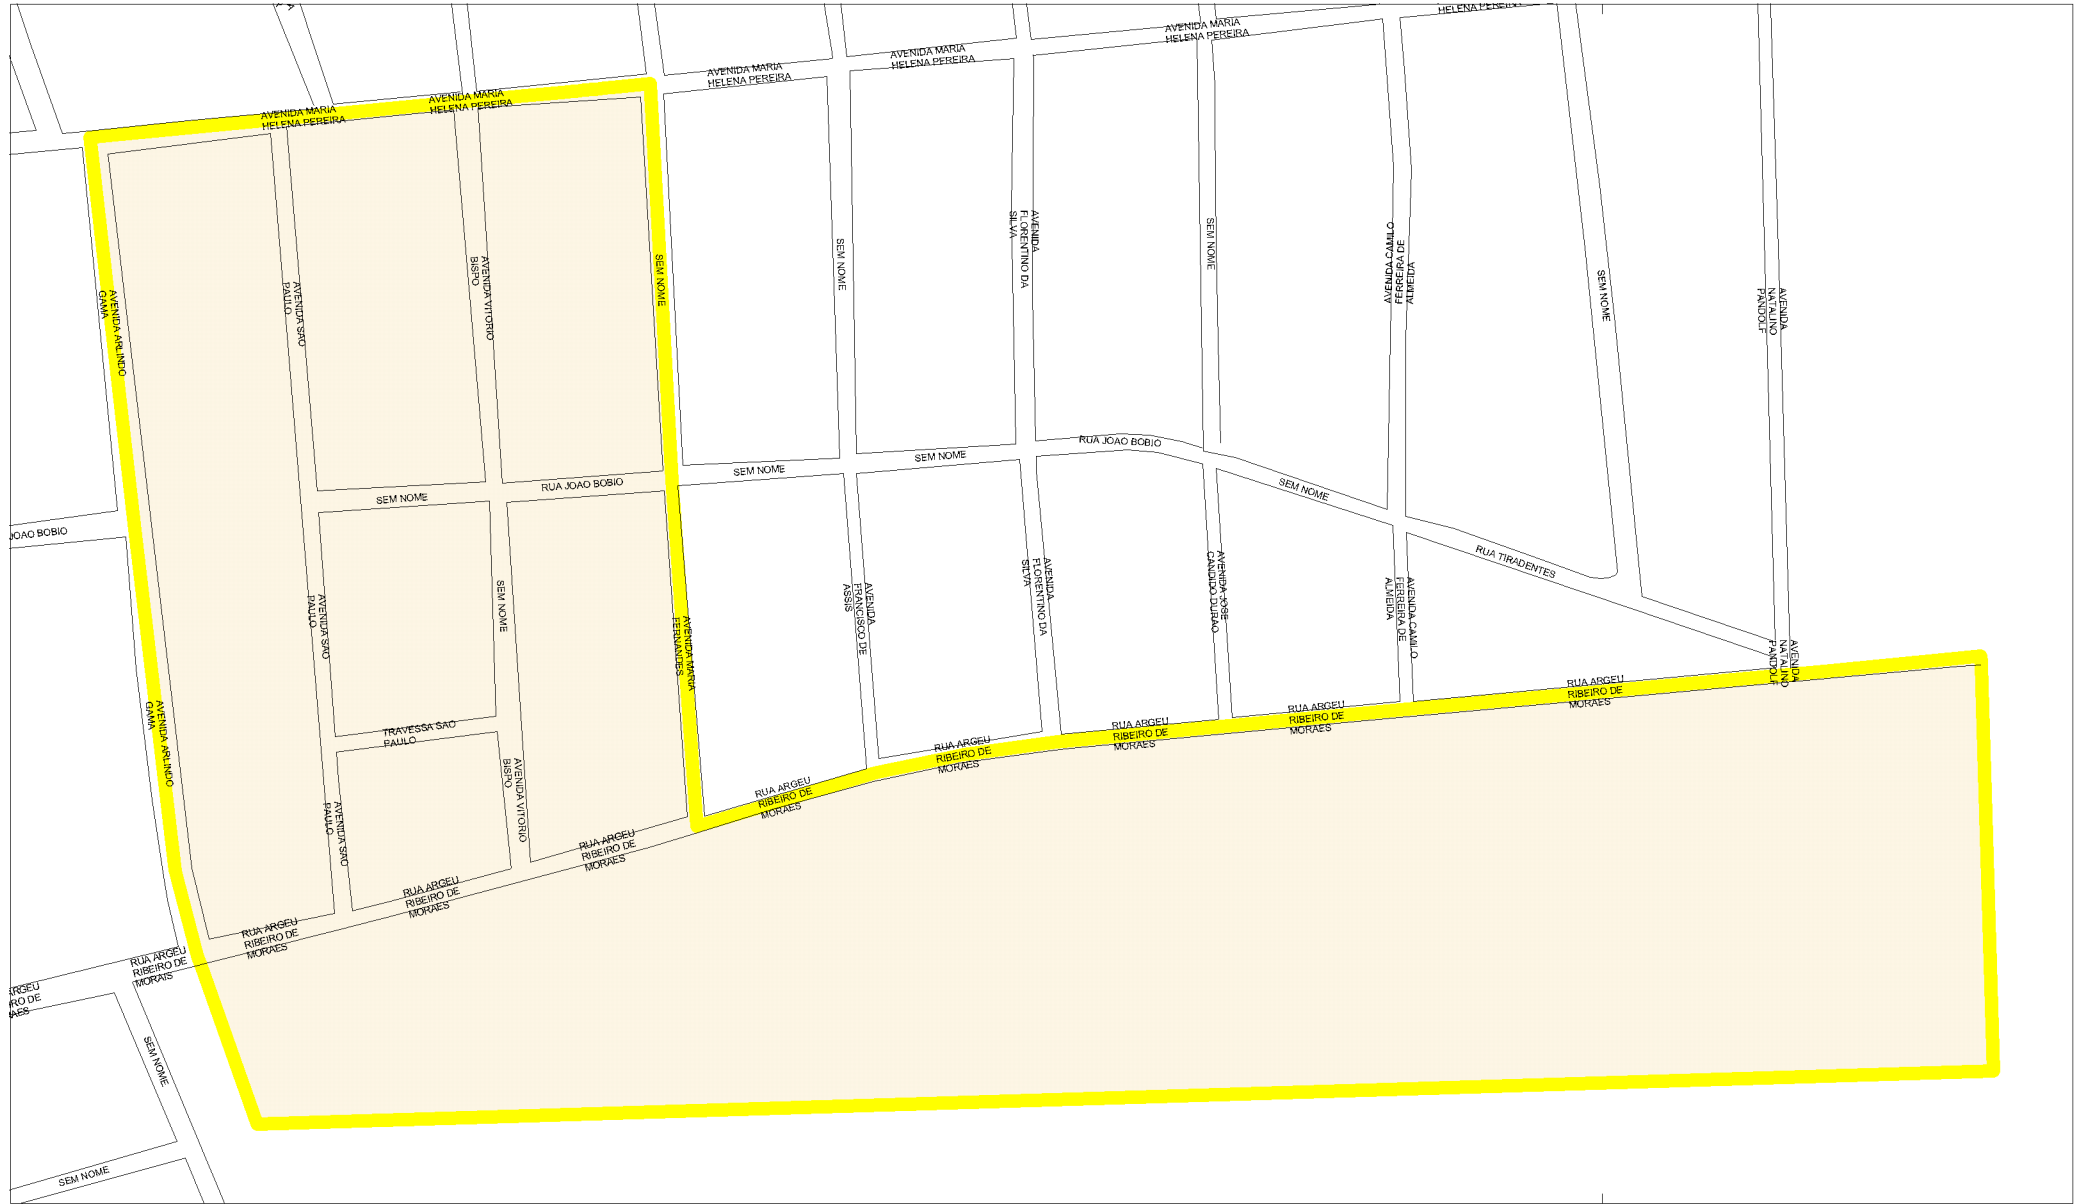 HELENA PEREIRA
AVENIDA MARIA
HELENA PEREIRA
AVENIDA MARIA
HELENA PEREIRA
AVENIDA MARIA
HELENA PEREIRA
AVENIDA MARIA
HELENA PEREIRA
AVENIDA MARIA
HELENA PEREIRA
AVENIDA ARLINDO
GAMA
AVENIDA SAO
PAULO
AVENIDA VITORIO
BISPO
SEM NOME
SEM NOME
AVENIDA
FLORENTINO DA
SILVA
SEM NOME
AVENIDA CAMILO
FERREIRA DE
ALMEIDA
SEM NOME
AVENIDA
NATALINO
PANDOLF
JOAO BOBIO
SEM NOME
RUA JOAO BOBIO
SEM NOME
SEM NOME
RUA JOAO BOBIO
SEM NOME
RUA TIRADENTES
AVENIDA SAO
PAULO
SEM NOME
AVENIDA MARIA
FERNANDES
AVENIDA
FRANCISCO DE
ASSIS
AVENIDA
FLORENTINO DA
SILVA
AVENIDA JOSE
CANDIDO DURAO
AVENIDA CAMILO
FERREIRA DE
ALMEIDA
AVENIDA
NATALINO
PANDOLF
AVENIDA ARLINDO
GAMA
TRAVESSA SAO
PAULO
AVENIDA SAO
PAULO
AVENIDA VITORIO
BISPO
RUA ARGEU
RIBEIRO DE
MORAES
RUA ARGEU
RIBEIRO DE
MORAES
RUA ARGEU
RIBEIRO DE
MORAES
RUA ARGEU
RIBEIRO DE
MORAES
RUA ARGEU
RIBEIRO DE
MORAES
RUA ARGEU
RIBEIRO DE
MORAES
RUA ARGEU
RIBEIRO DE
MORAES
RUA ARGEU
RIBEIRO DE
MORAES
RUA ARGEU
RIBEIRO DE
MORAIS
ARGEU
RO DE
AES
SEM NOME
SEM NOME